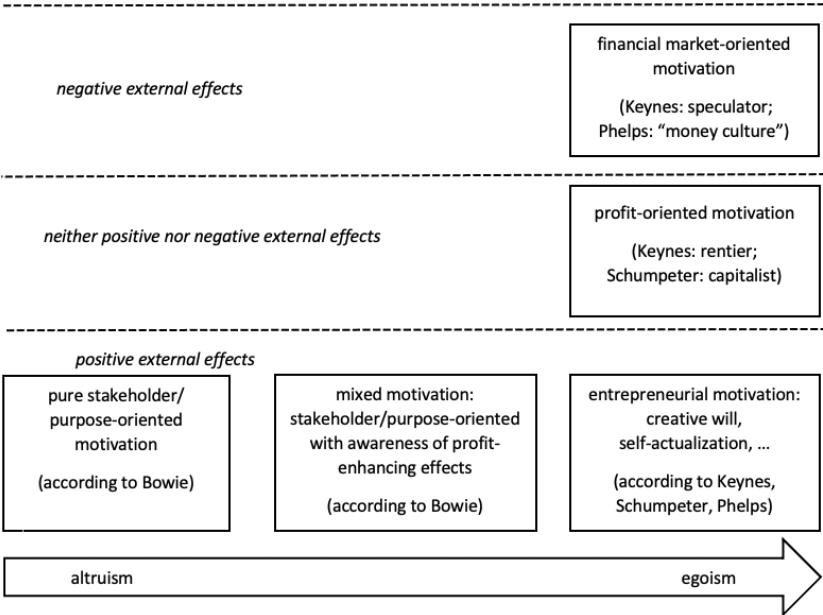 negative external effects
financial market-oriented
motivation
(Keynes: speculator;
Phelps: “money culture”)
neither positive nor negative external effects
profit-oriented motivation
(Keynes: rentier;
Schumpeter: capitalist)
positive external effects
pure stakeholder/
purpose-oriented
motivation
(according to Bowie)
mixed motivation:
stakeholder/purpose-oriented
with awareness of profit-
enhancing effects
(according to Bowie)
entrepreneurial motivation:
creative will,
self-actualization, ...
(according to Keynes,
Schumpeter, Phelps)
altruism
egoism